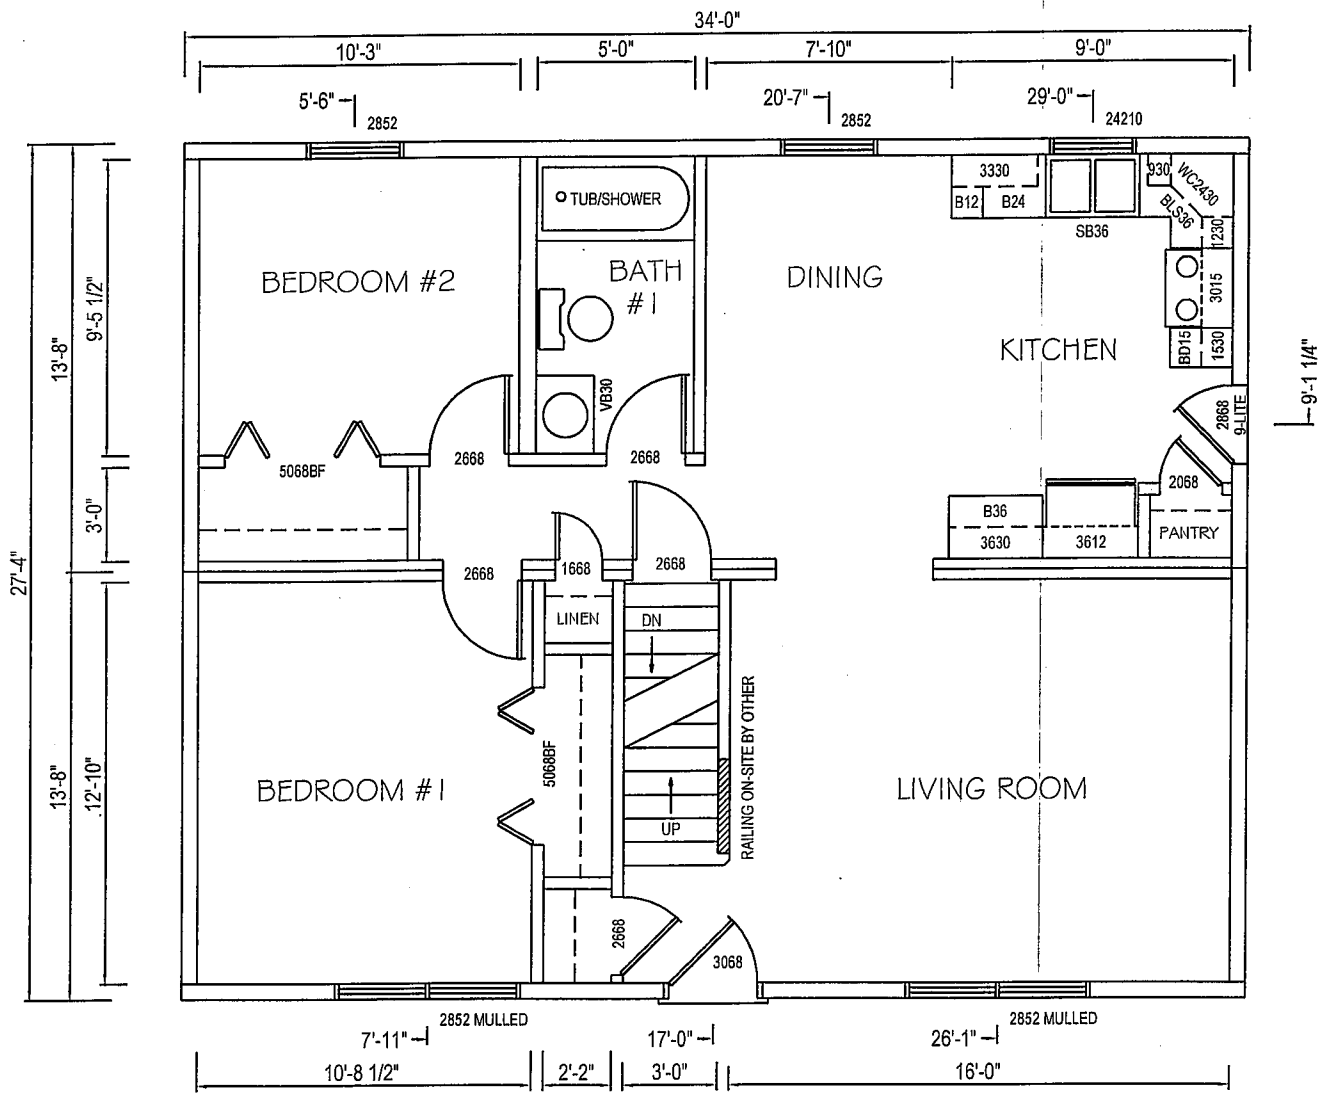 34'-0"
10'-3"
5'-0"
7'-10"
9'-0"
5'-6"
20'-7"
29'-0"
2852
2852
24210
3330
930
WC2430
B12
B24
BLS36
TUB/SHOWER
SB36
1230
BEDROOM #2
BATH
#1
DINING
3015
9'-5 1/2"
13'-8"
KITCHEN
BD15
1530
9'-1 1/4"
VB30
2868
9-LITE
5068BF
2668
2668
2068
3'-0"
B36
3630
3612
PANTRY
27'-4"
2668
1668
2668
LINEN
DN
RAILING ON-SITE BY OTHER
5068BF
13'-8"
12'-10"
BEDROOM #1
LIVING ROOM
UP
2668
3068
2852 MULLED
2852 MULLED
7'-11"
17'-0"
26'-1"
10'-8 1/2"
2'-2"
3'-0"
16'-0"